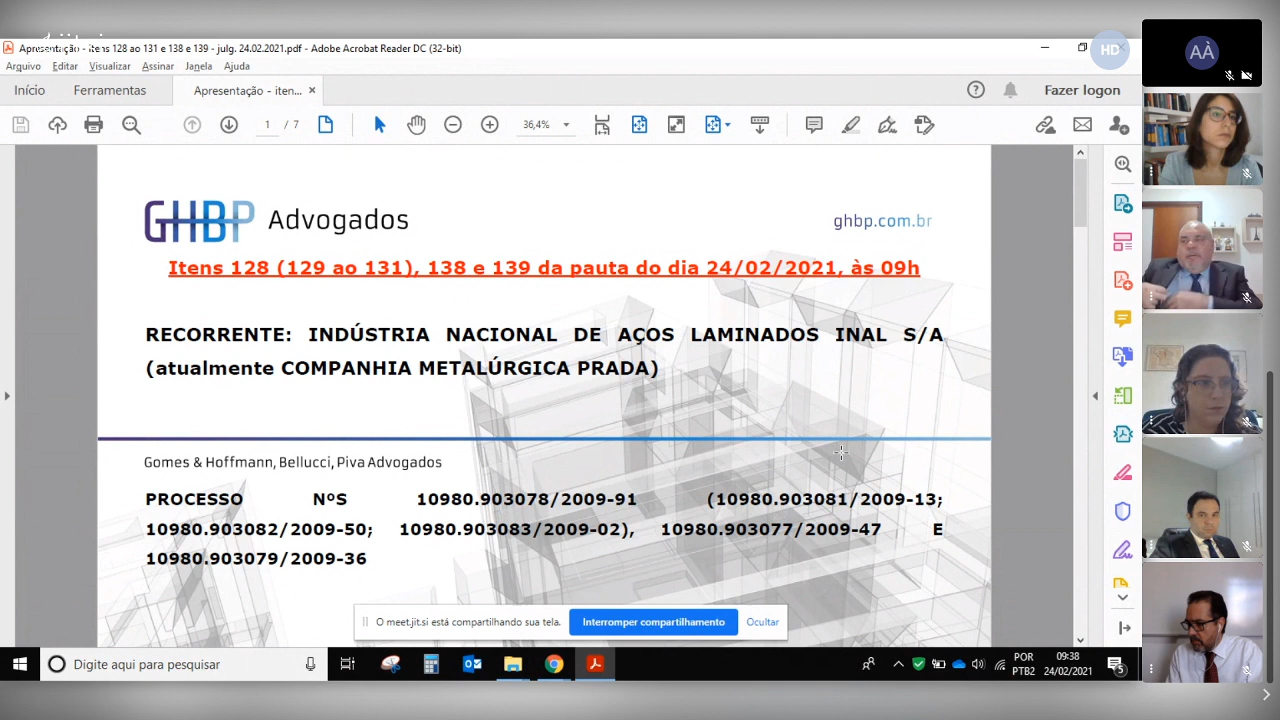 Apresentação - itens 128 ao 131 e 138 e 139 - julg. 24.02.2021.pdf - Adobe Acrobat Reader DC (32-bit)
HD
AÀ
Arquivo Editar Visualizar Assinar Janela Ajuda
Início Ferramentas Apresentação - iten... × Fazer logon
1 / 7 36,4%
GHBP Advogados
ghbp.com.br
Itens 128 (129 ao 131), 138 e 139 da pauta do dia 24/02/2021, às 09h
RECORRENTE: INDÚSTRIA NACIONAL DE AÇOS LAMINADOS INAL S/A
(atualmente COMPANHIA METALÚRGICA PRADA)
Gomes & Hoffmann, Bellucci, Piva Advogados
PROCESSO NºS 10980.903078/2009-91 (10980.903081/2009-13;
10980.903082/2009-50; 10980.903083/2009-02), 10980.903077/2009-47 E
10980.903079/2009-36
O meet.jit.si está compartilhando sua tela. Interromper compartilhamento Ocultar
Digite aqui para pesquisar
POR
PTB2
09:38
24/02/2021
5